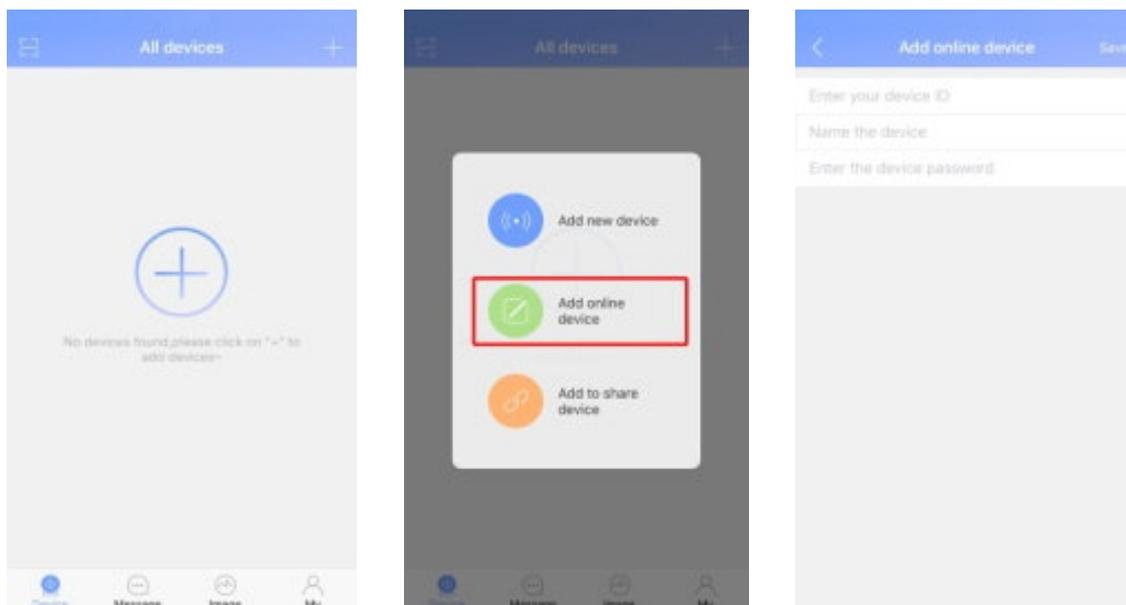 All devices
No devices found,please click on "+" to
add devices~
Device
Message
Image
My
All devices
Add new device
Add online
device
Add to share
device
Device
Message
Image
My
Add online device
Save
Enter your device ID
Name the device
Enter the device password